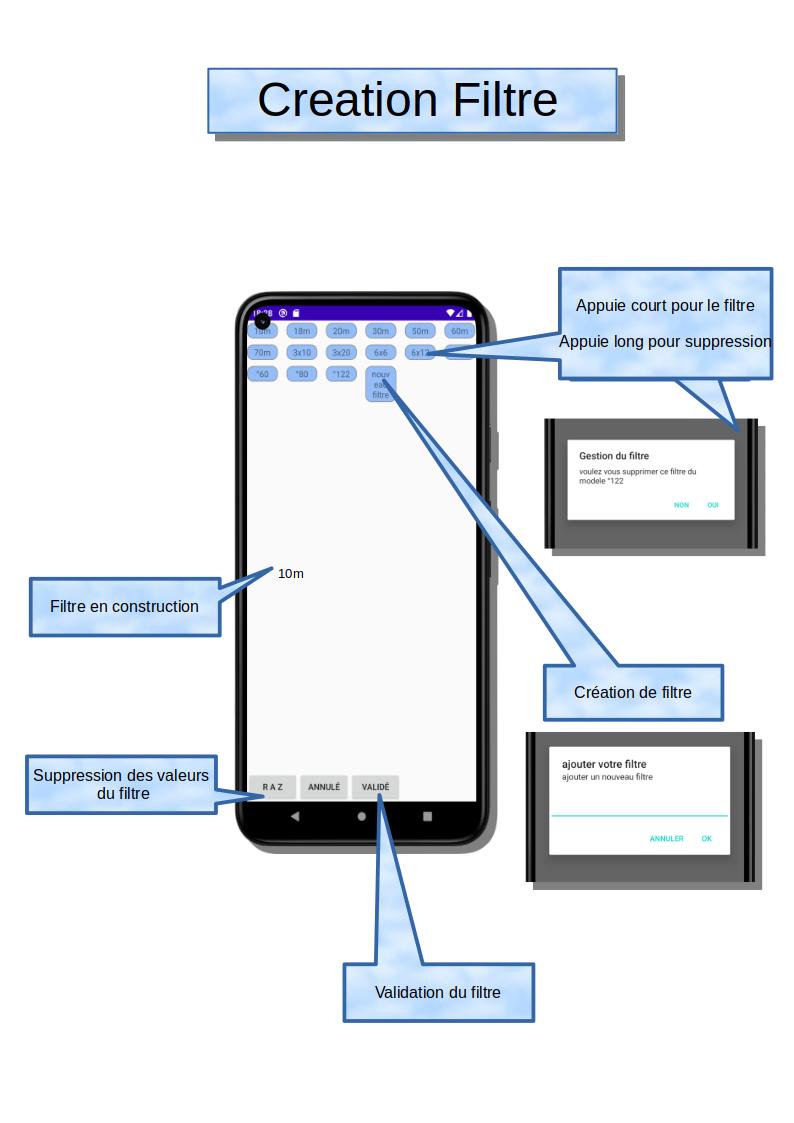 Creation Filtre
Appuie court pour le filtre
Appuie long pour suppression
10m 18m 20m 30m 50m 60m
70m 3x10 3x20 6x6 6x12
°60 °80 °122 nouv
eau
filtre
Gestion du filtre
voulez vous supprimer ce filtre du
modele °122
NON OUI
10m
Filtre en construction
Création de filtre
Suppression des valeurs
du filtre
ajouter votre filtre
ajouter un nouveau filtre
ANNULER OK
R A Z ANNULÉ VALIDÉ
Validation du filtre